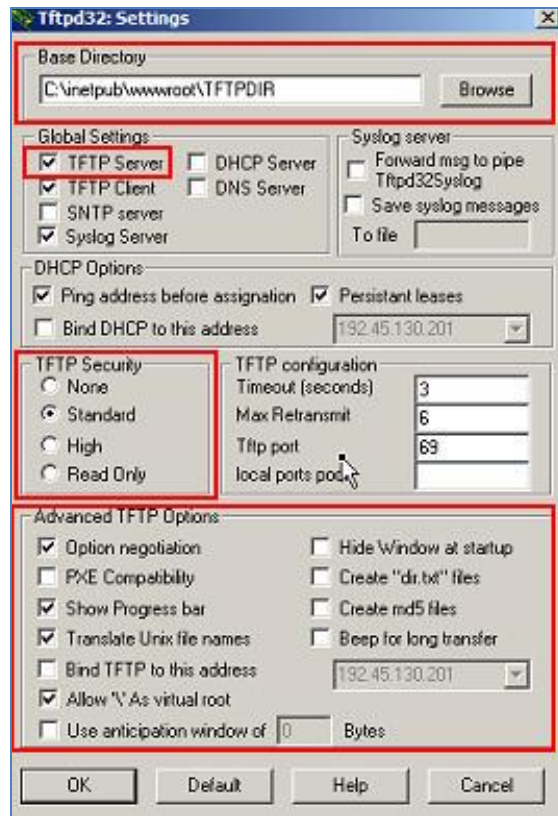 Tftpd32: Settings
Base Directory
C:\inetpub\wwwroot\TFTPDIR
Browse
Global Settings
TFTP Server
DHCP Server
TFTP Client
DNS Server
SNTP server
Syslog Server
Syslog server
Forward msg to pipe
Tftpd32Syslog
Save syslog messages
To file
DHCP Options
Ping address before assignation
Persistant leases
Bind DHCP to this address
192.45.130.201
TFTP Security
None
Standard
High
Read Only
TFTP configuration
Timeout (seconds)
3
Max Retransmit
6
Tftp port
69
local ports
Advanced TFTP Options
Option negotiation
Hide Window at startup
PXE Compatibility
Create "dir.txt" files
Show Progress bar
Create md5 files
Translate Unix file names
Beep for long transfer
Bind TFTP to this address
192.45.130.201
Allow '\' As virtual root
Use anticipation window of
0
Bytes
OK
Default
Help
Cancel